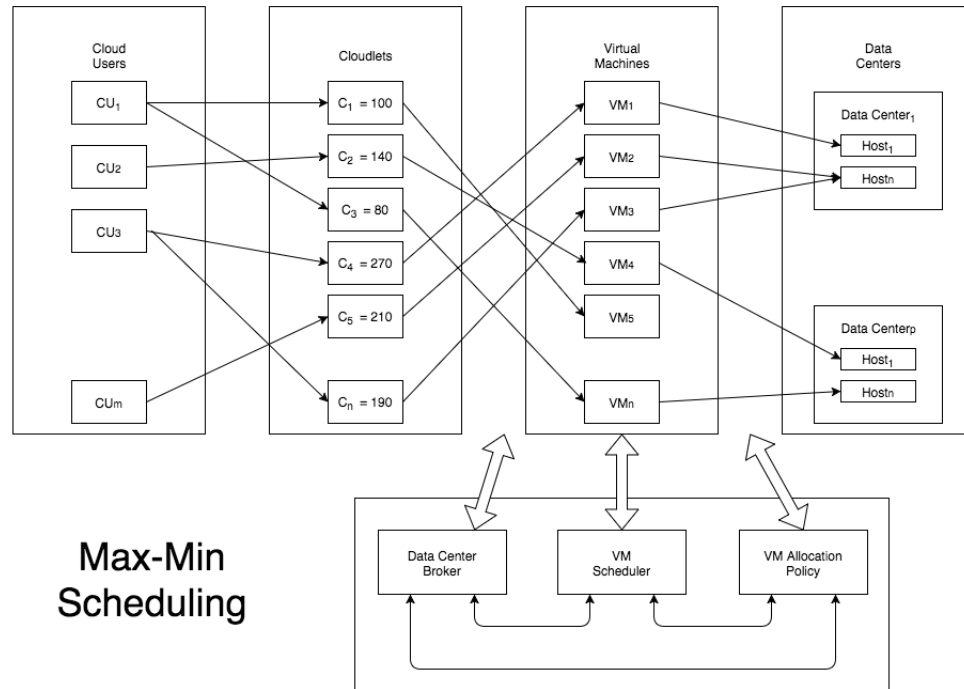 Cloud
Users
CU1
CU2
CU3
CUm
Cloudlets
C1 = 100
C2 = 140
C3 = 80
C4 = 270
C5 = 210
Cn = 190
Virtual
Machines
VM1
VM2
VM3
VM4
VM5
VMn
Data
Centers
Data Center1
Host1
Hostn
Data Centerp
Host1
Hostn
Max-Min
Scheduling
Data Center
Broker
VM
Scheduler
VM Allocation
Policy